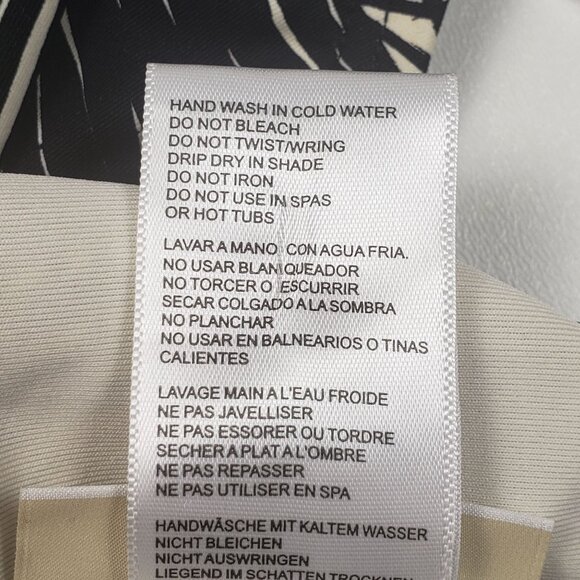 HAND WASH IN COLD WATER
DO NOT BLEACH
DO NOT TWIST/WRING
DRIP DRY IN SHADE
DO NOT IRON
DO NOT USE IN SPAS
OR HOT TUBS
LAVAR A MANO CON AGUA FRIA.
NO USAR BLANQUEADOR
NO TORCER O ESCURRIR
SECAR COLGADO A LA SOMBRA
NO PLANCHAR
NO USAR EN BALNEARIOS O TINAS
CALIENTES
LAVAGE MAIN A L'EAU FROIDE
NE PAS JAVELLISER
NE PAS ESSORER OU TORDRE
SECHER A PLAT A L'OMBRE
NE PAS REPASSER
NE PAS UTILISER EN SPA
HANDWÄSCHE MIT KALTEM WASSER
NICHT BLEICHEN
NICHT AUSWRINGEN
LIEGEND IM SCHATTEN TROCKNEN